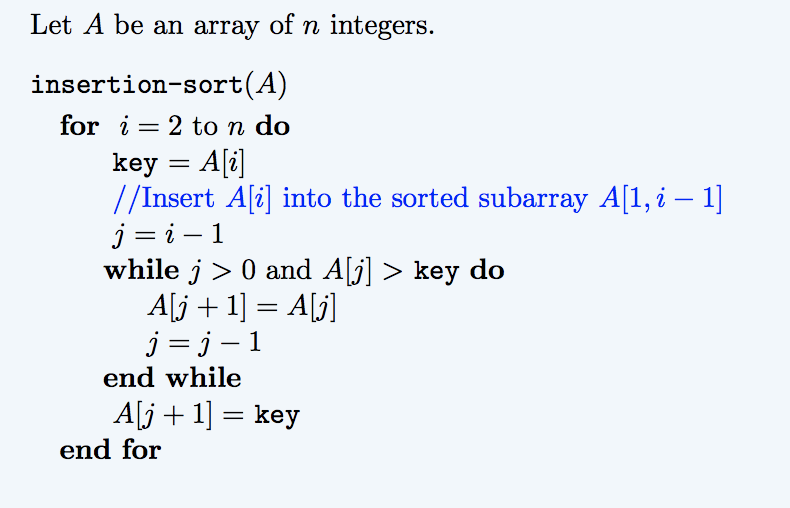 Let A be an array of n integers.
insertion-sort(A)
for i = 2 to n do
key = A[i]
//Insert A[i] into the sorted subarray A[1, i − 1]
j = i − 1
while j > 0 and A[j] > key do
A[j + 1] = A[j]
j = j − 1
end while
A[j + 1] = key
end for